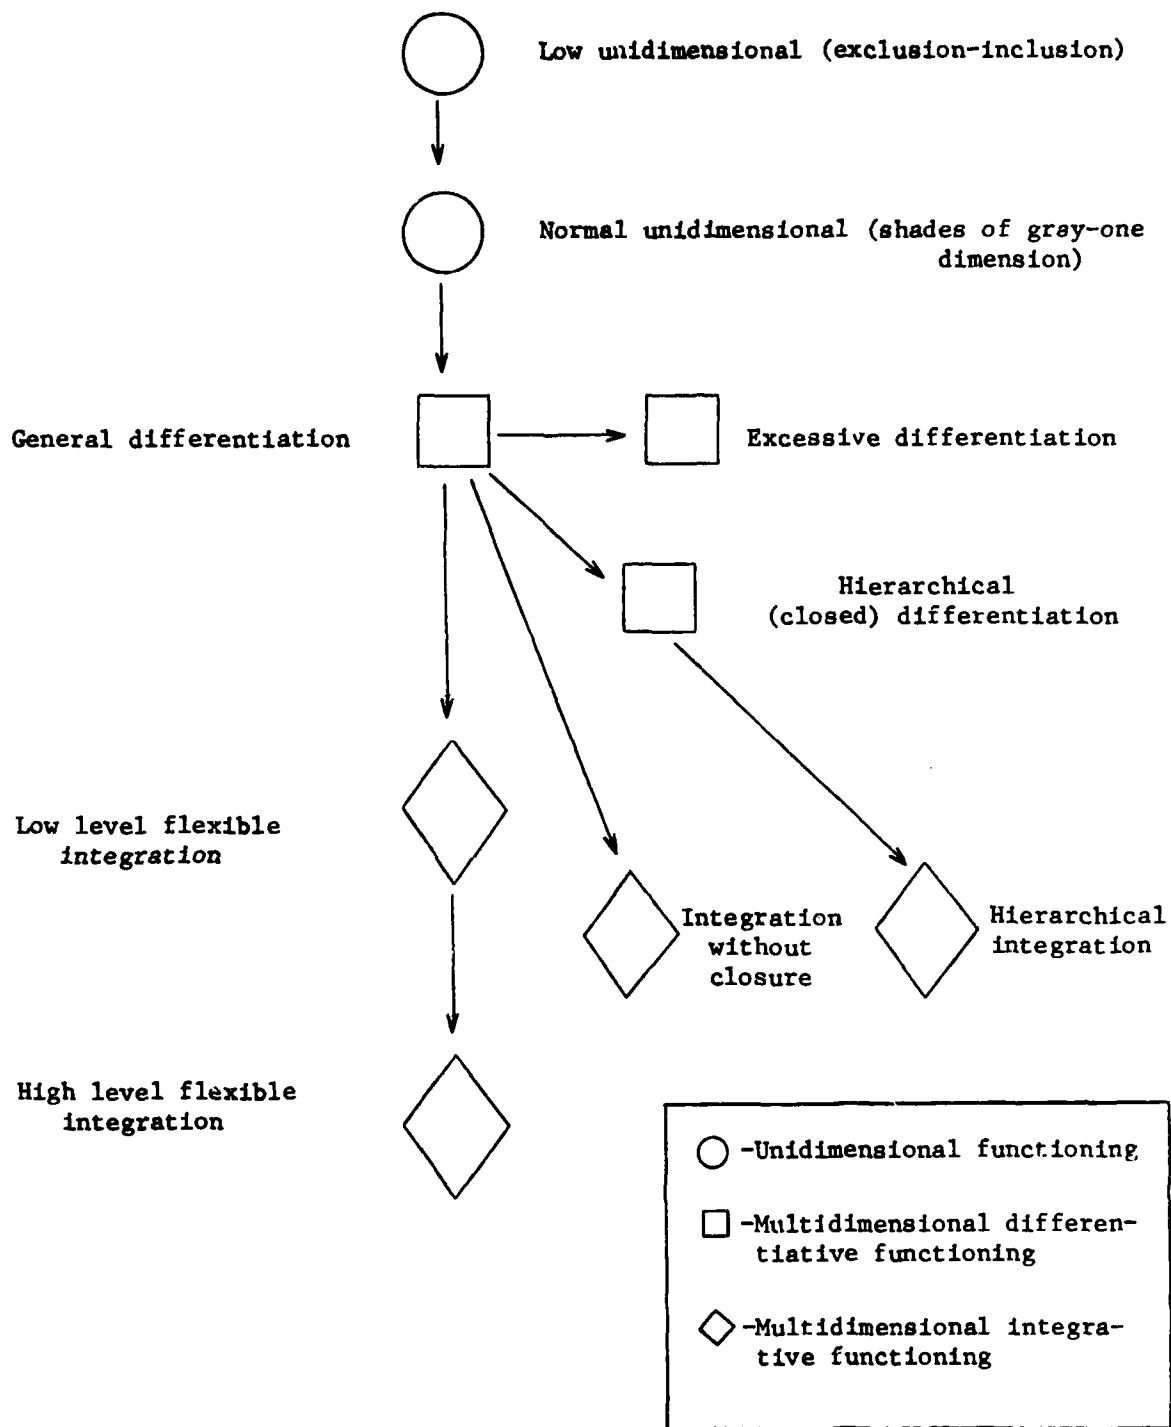 Low unidimensional (exclusion-inclusion)
Normal unidimensional (shades of gray-one
dimension)
General differentiation
Excessive differentiation
Hierarchical
(closed) differentiation
Low level flexible
integration
Integration
without
closure
Hierarchical
integration
High level flexible
integration
-Unidimensional functioning
-Multidimensional differen-
tiative functioning
-Multidimensional integra-
tive functioning